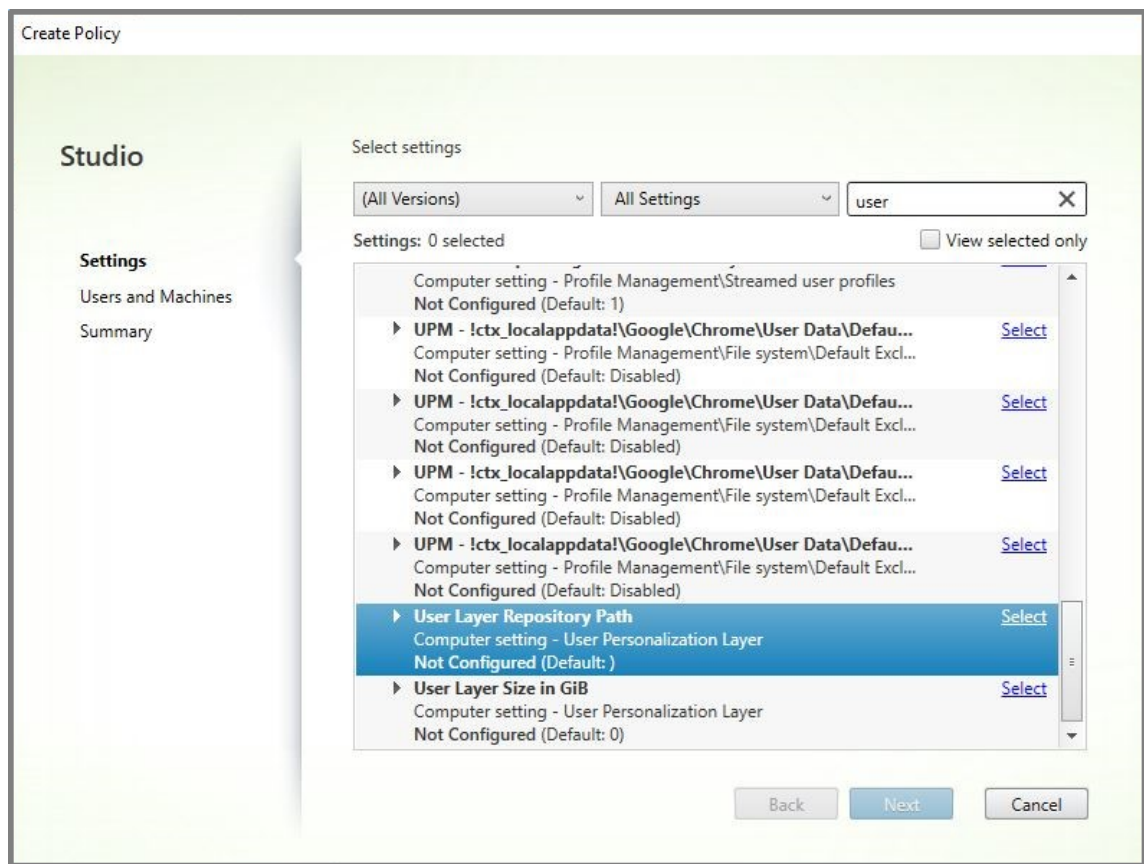 Create Policy
Studio
Settings
Users and Machines
Summary
Select settings
(All Versions)
All Settings
user
Settings: 0 selected
View selected only
Computer setting - Profile Management\Streamed user profiles
Not Configured (Default: 1)
UPM - !ctx_localappdata!\Google\Chrome\User Data\Defau... Select
Computer setting - Profile Management\File system\Default Excl...
Not Configured (Default: Disabled)
UPM - !ctx_localappdata!\Google\Chrome\User Data\Defau... Select
Computer setting - Profile Management\File system\Default Excl...
Not Configured (Default: Disabled)
UPM - !ctx_localappdata!\Google\Chrome\User Data\Defau... Select
Computer setting - Profile Management\File system\Default Excl...
Not Configured (Default: Disabled)
UPM - !ctx_localappdata!\Google\Chrome\User Data\Defau... Select
Computer setting - Profile Management\File system\Default Excl...
Not Configured (Default: Disabled)
User Layer Repository Path Select
Computer setting - User Personalization Layer
Not Configured (Default: )
User Layer Size in GiB Select
Computer setting - User Personalization Layer
Not Configured (Default: 0)
Back
Next
Cancel